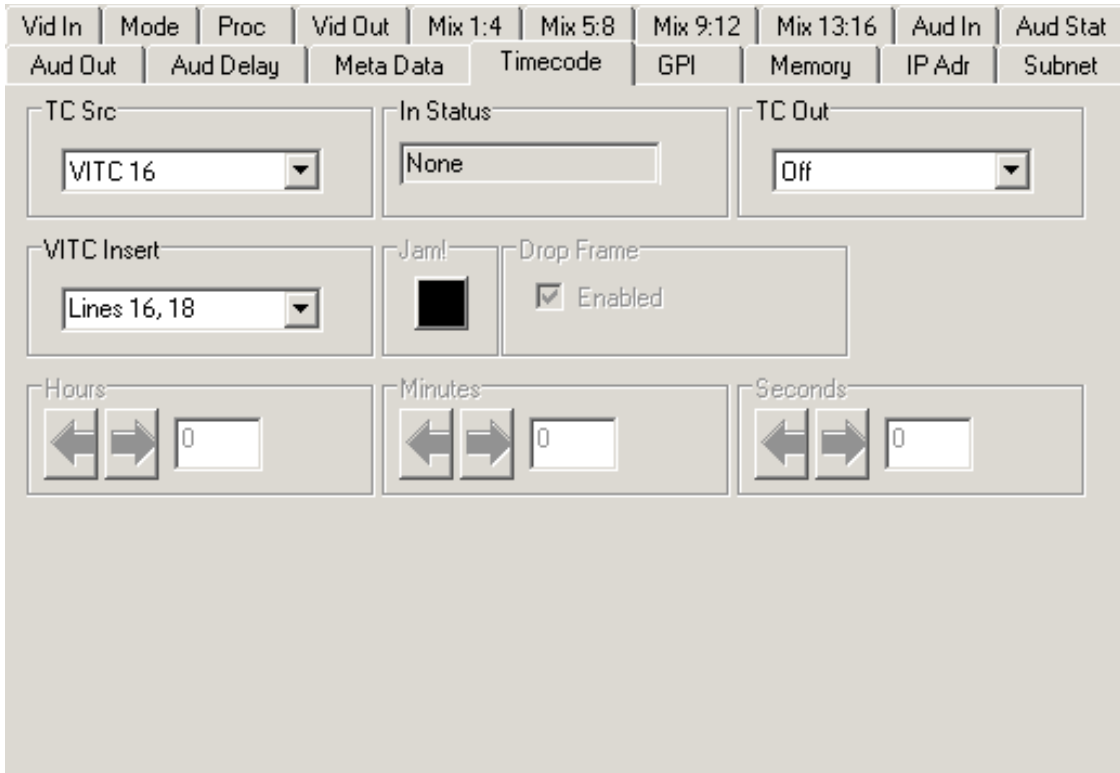 Vid In Mode Proc Vid Out Mix 1:4 Mix 5:8 Mix 9:12 Mix 13:16 Aud In Aud Stat
Aud Out Aud Delay Meta Data Timecode GPI Memory IP Adr Subnet
TC Src In Status TC Out
VITC 16 None Off
VITC Insert Jam! Drop Frame
Lines 16, 18 Enabled
Hours Minutes Seconds
0 0 0